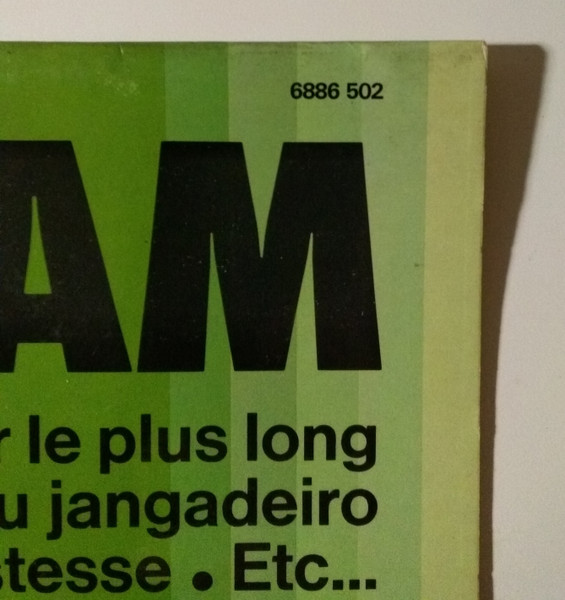 6886 502
AM
r le plus long
u jangadeiro
stesse . Etc...